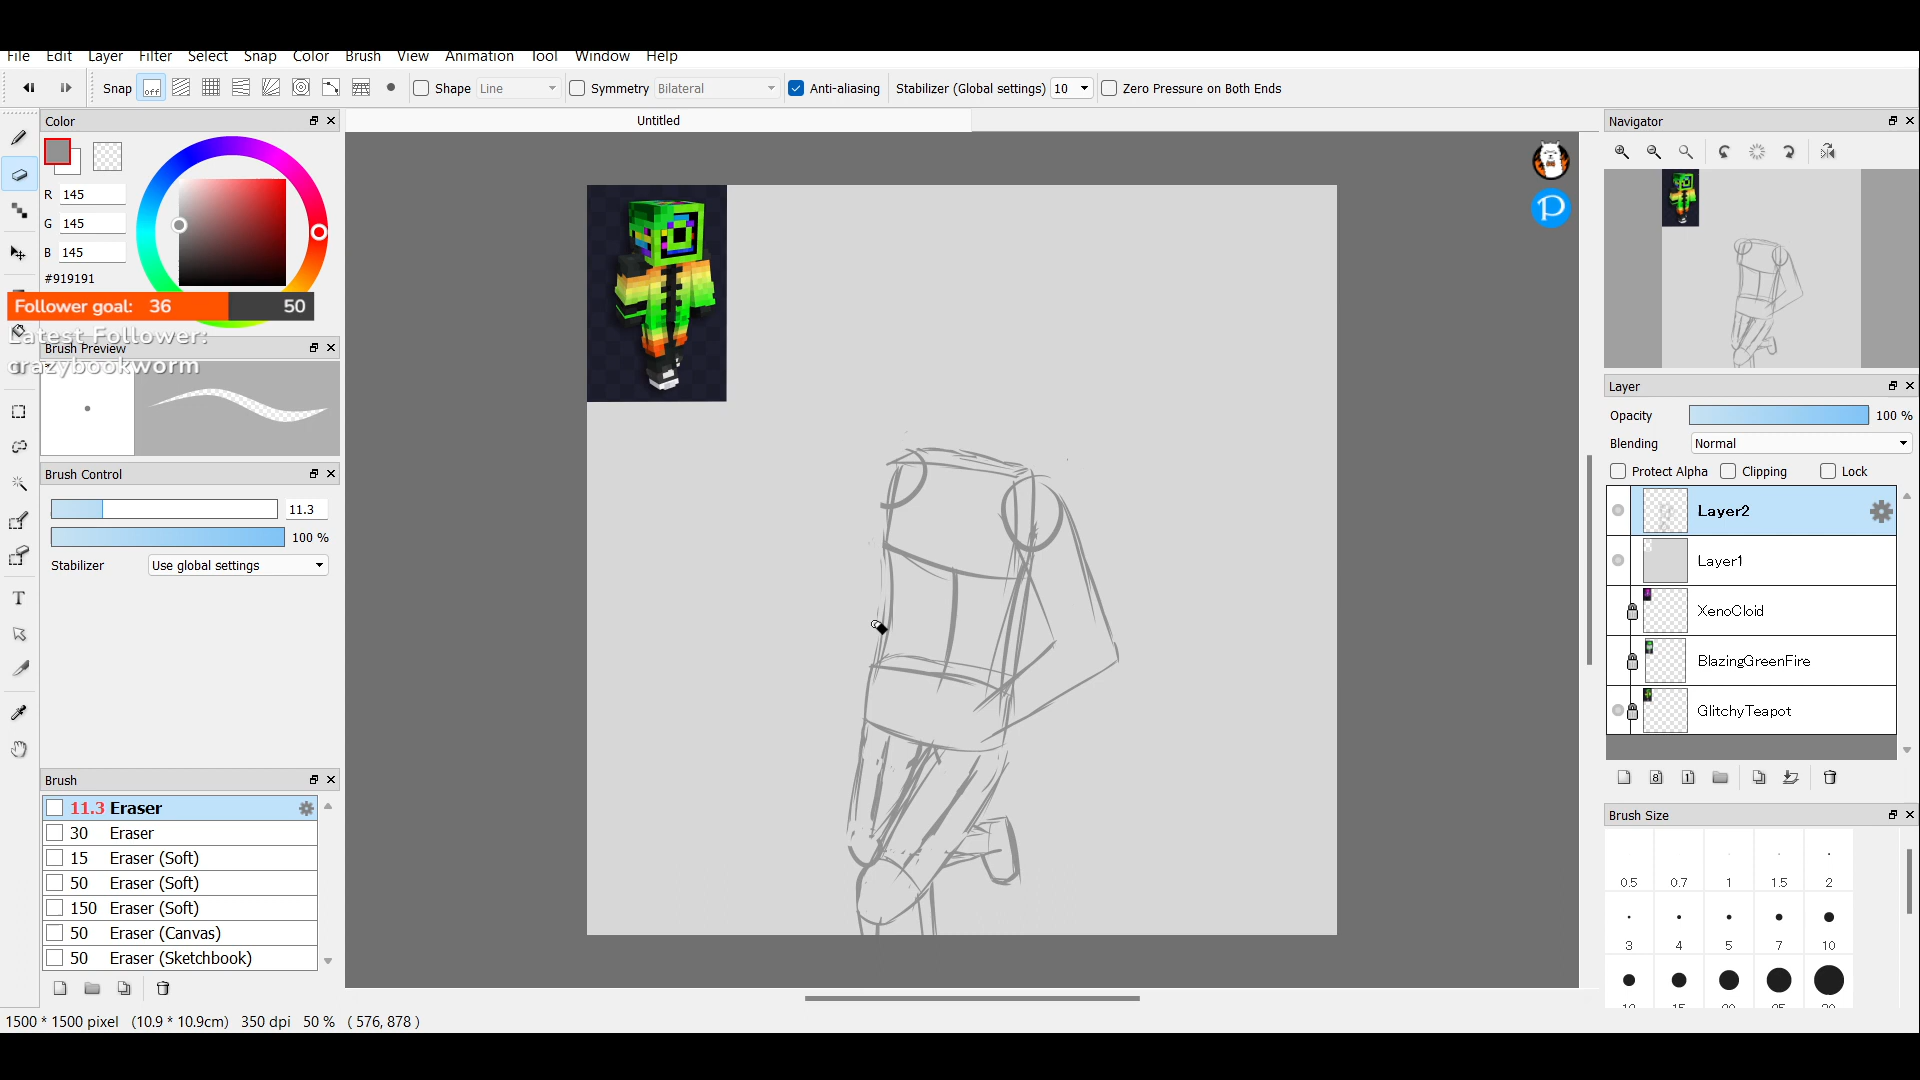 File Edit Layer Filter Select Snap Color Brush View Animation Tool Window Help
Snap off Shape Line Symmetry Bilateral Anti-aliasing Stabilizer (Global settings) 10 Zero Pressure on Both Ends
Color
Untitled
Navigator
R 145
G 145
B 145
#919191
Follower goal: 36 50
Latest Follower:
crazybookworm
Brush Preview
Brush Control
11.3
100 %
Stabilizer Use global settings
Brush
11.3 Eraser
30 Eraser
15 Eraser (Soft)
50 Eraser (Soft)
150 Eraser (Soft)
50 Eraser (Canvas)
50 Eraser (Sketchbook)
Layer
Opacity 100 %
Blending Normal
Protect Alpha Clipping Lock
Layer2
Layer1
XenoCloid
BlazingGreenFire
GlitchyTeapot
8 1
Brush Size
0.5 0.7 1 1.5 2
3 4 5 7 10
1500 * 1500 pixel (10.9 * 10.9cm) 350 dpi 50 % ( 576, 878 )